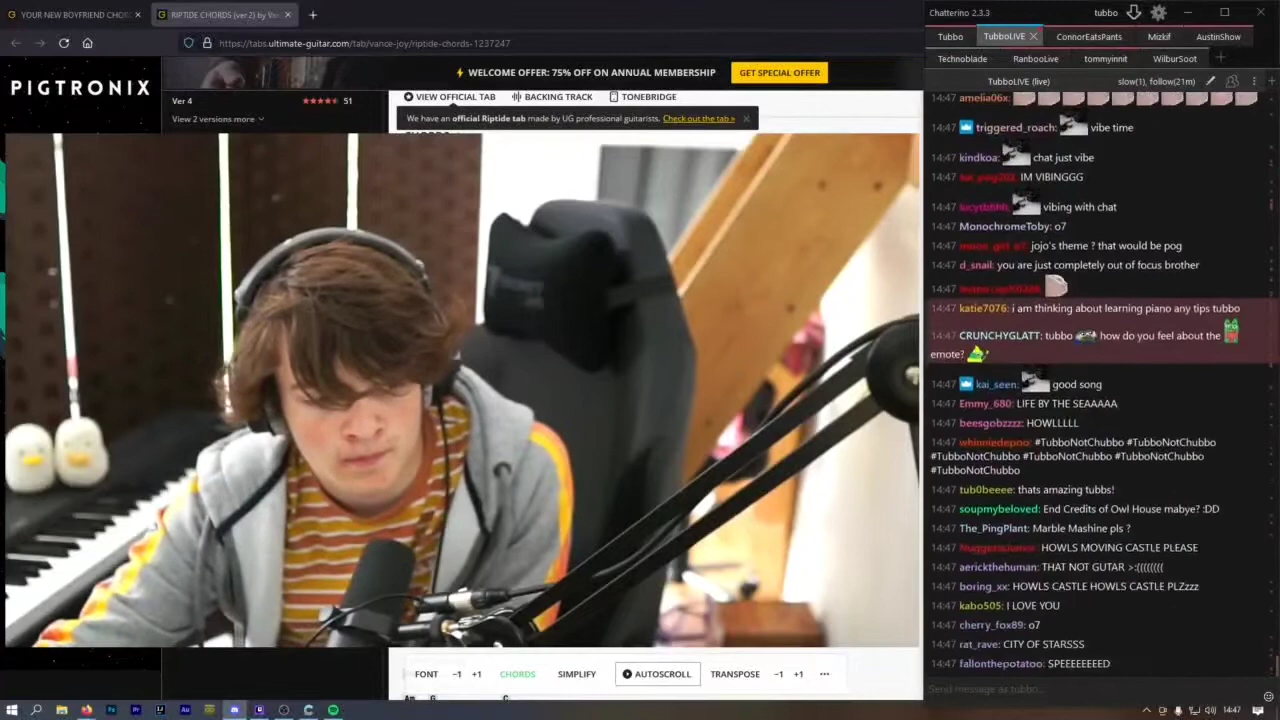 YOUR NEW BOYFRIEND CHORD
RIPTIDE CHORDS (ver 2) by Van
https://tabs.ultimate-guitar.com/tab/vance-joy/riptide-chords-1237247
PIGTRONIX
WELCOME OFFER: 75% OFF ON ANNUAL MEMBERSHIP
GET SPECIAL OFFER
Ver 4
51
View 2 versions more
VIEW OFFICIAL TAB
BACKING TRACK
TONEBRIDGE
We have an official Riptide tab made by UG professional guitarists. Check out the tab »
FONT
−1
+1
CHORDS
SIMPLIFY
AUTOSCROLL
TRANSPOSE
−1
+1
Am G C
Chatterino 2.3.3
tubbo
Tubbo
TubboLIVE
ConnorEatsPants
Mizkif
AustinShow
Technoblade
RanbooLive
tommyinnit
WilburSoot
TubboLIVE (live)
slow(1), follow(21m)
14:47 amelia06x:
14:47 triggered_roach: vibe time
14:47 kindkoa: chat just vibe
14:47 IM VIBINGGG
14:47 vibing with chat
14:47 MonochromeToby: o7
14:47 jojo's theme ? that would be pog
14:47 d_snail: you are just completely out of focus brother
14:47
14:47 katie7076: i am thinking about learning piano any tips tubbo
14:47 CRUNCHYGLATT: tubbo how do you feel about the
emote?
14:47 kai_seen: good song
14:47 Emmy_680: LIFE BY THE SEAAAAA
14:47 beesgobzzzz: HOWLLLLL
14:47 whinniedepoo: #TubboNotChubbo #TubboNotChubbo
#TubboNotChubbo #TubboNotChubbo #TubboNotChubbo
#TubboNotChubbo
14:47 tub0beeee: thats amazing tubbs!
14:47 soupmybeloved: End Credits of Owl House mabye? :DD
14:47 The_PingPlant: Marble Mashine pls ?
14:47 HOWLS MOVING CASTLE PLEASE
14:47 aerickthehuman: THAT NOT GUTAR >:((((((((
14:47 boring_xx: HOWLS CASTLE HOWLS CASTLE PLZzzz
14:47 kabo505: I LOVE YOU
14:47 cherry_fox89: o7
14:47 rat_rave: CITY OF STARSSS
14:47 fallonthepotatoo: SPEEEEEEEED
Send message as tubbo...
14:47